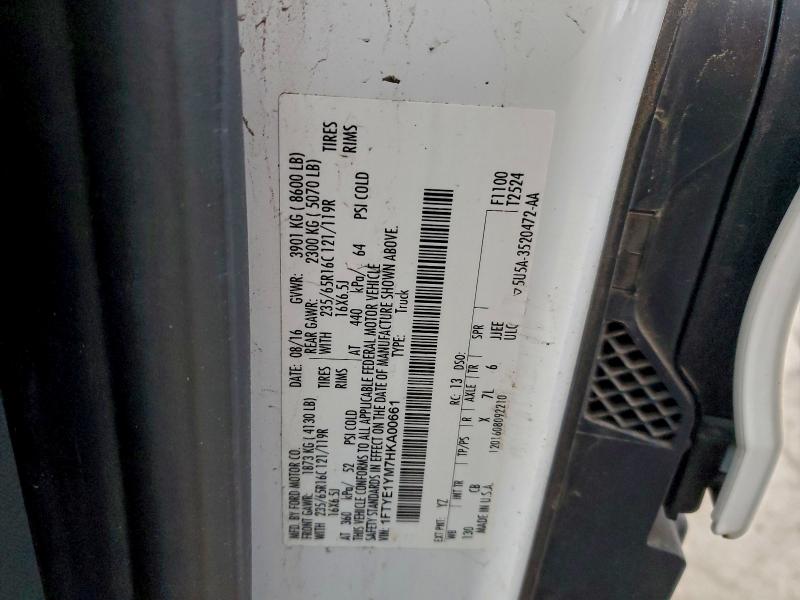 MFD. BY FORD MOTOR CO. DATE: 08/16 GVWR: 3901 KG ( 8600 LB)
FRONT GAWR: 1873 KG ( 4130 LB) REAR GAWR: 2300 KG ( 5070 LB)
WITH 235/65R16C 121/119R TIRES WITH 235/65R16C 121/119R TIRES
16X6.5J RIMS 16X6.5J RIMS
AT 360 kPa/ 52 PSI COLD AT 440 kPa/ 64 PSI COLD
THIS VEHICLE CONFORMS TO ALL APPLICABLE FEDERAL MOTOR VEHICLE
SAFETY STANDARDS IN EFFECT ON THE DATE OF MANUFACTURE SHOWN ABOVE.
VIN: 1FTYE1YM7HKA00661 TYPE: Truck
EXT PNT: YZ RC: 13 DSO: F1100
WB INT TR TP/PS R AXLE TR SPR T2524
130 CB X 7L 6 JJEE
MADE IN U.S.A. 1201608092210 ULC
▽5U5A-3520472-AA